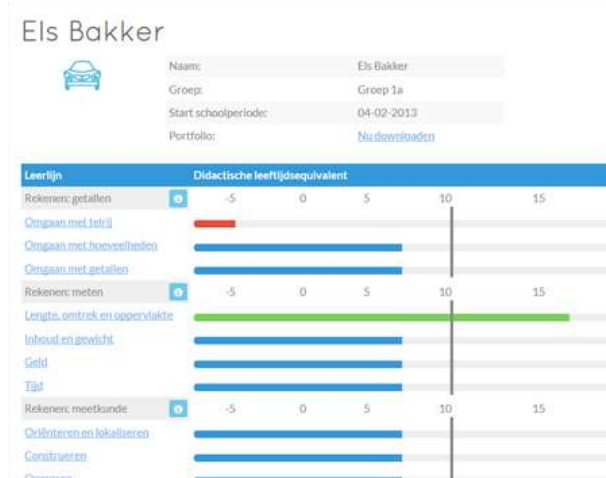 Els Bakker
Naam: Els Bakker
Groep: Groep 1a
Start schoolperiode: 04-02-2013
Portfolio: Nu downloaden
Leerlijn Didactische leeftijdsequivalent
Rekenen: getallen -5 0 5 10 15
Omgaan met telrij
Omgaan met hoeveelheden
Omgaan met getallen
Rekenen: meten -5 0 5 10 15
Lengte, omtrek en oppervlakte
Inhoud en gewicht
Geld
Tijd
Rekenen: meetkunde -5 0 5 10 15
Oriënteren en lokaliseren
Construeren